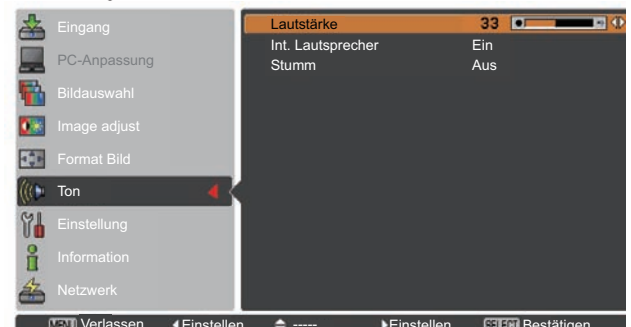 Eingang
PC-Anpassung
Bildauswahl
Image adjust
Format Bild
Ton
Einstellung
Information
Netzwerk
Lautstärke 33
Int. Lautsprecher Ein
Stumm Aus
MENU Verlassen Einstellen ----- Einstellen SELECT Bestätigen